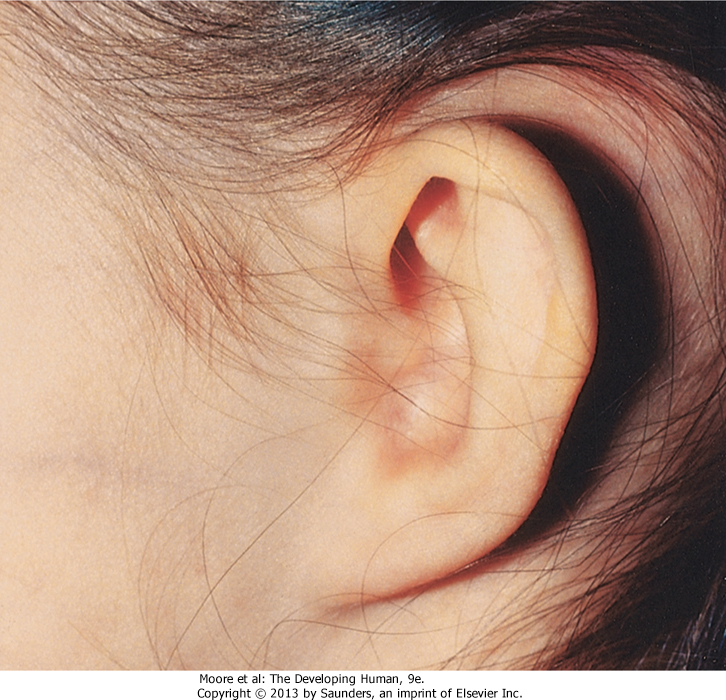 Moore et al: The Developing Human, 9e.
Copyright © 2013 by Saunders, an imprint of Elsevier Inc.